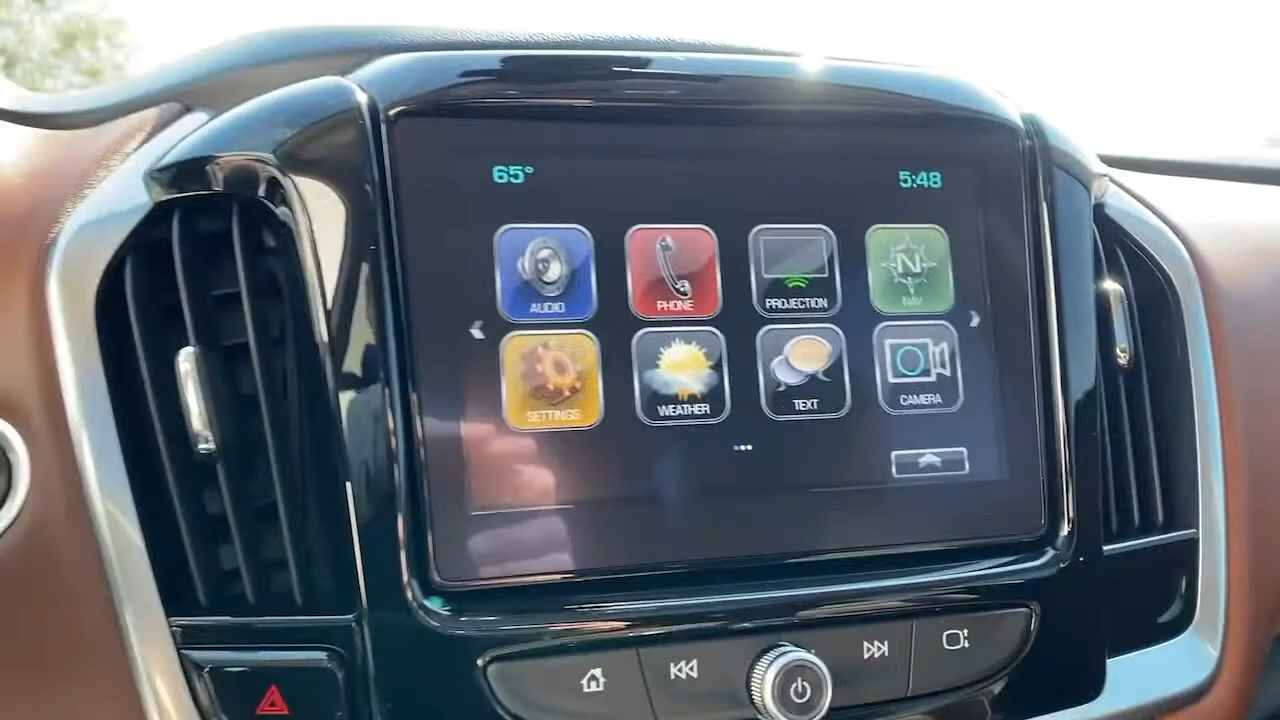 65° 5:48
AUDIO PHONE PROJECTION N NAV
SETTINGS WEATHER TEXT CAMERA